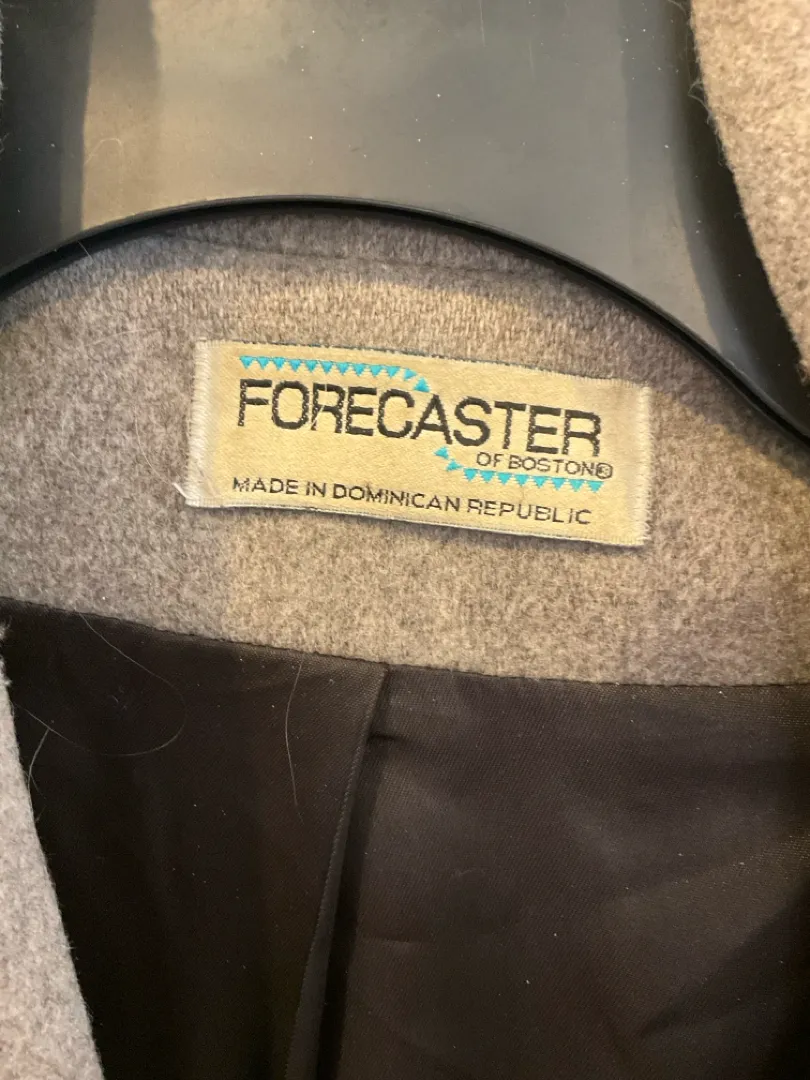 FORECASTER
OF BOSTON®
MADE IN DOMINICAN REPUBLIC